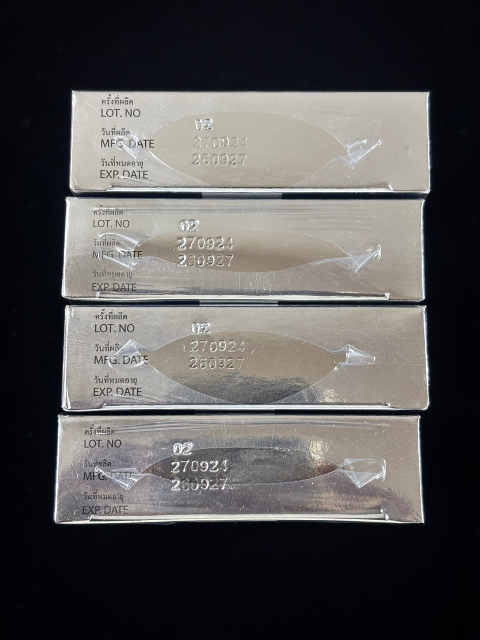 ครั้งที่ผลิต
LOT. NO 02
วันที่ผลิต
MFG. DATE 270924
วันที่หมดอายุ
EXP. DATE 260927
ครั้งที่ผลิต
LOT. NO 02
วันที่ผลิต
MFG. DATE 270924
วันที่หมดอายุ
EXP. DATE 260927
ครั้งที่ผลิต
LOT. NO 02
วันที่ผลิต
MFG. DATE 270924
วันที่หมดอายุ
EXP. DATE 260927
ครั้งที่ผลิต
LOT. NO 02
วันที่ผลิต
MFG. DATE 270924
วันที่หมดอายุ
EXP. DATE 260927